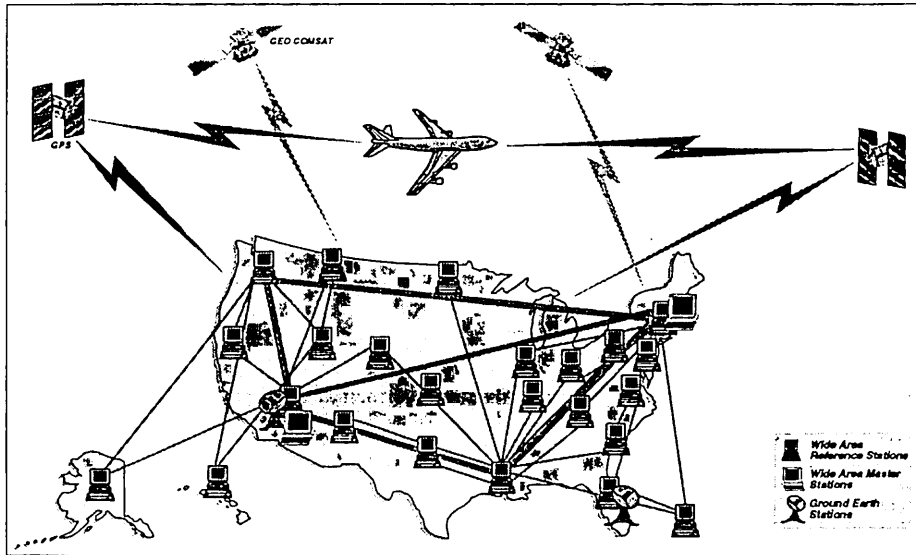 GEO COMSAT
GPS
Wide Area
Reference Stations
Wide Area Master
Stations
Ground Earth
Stations